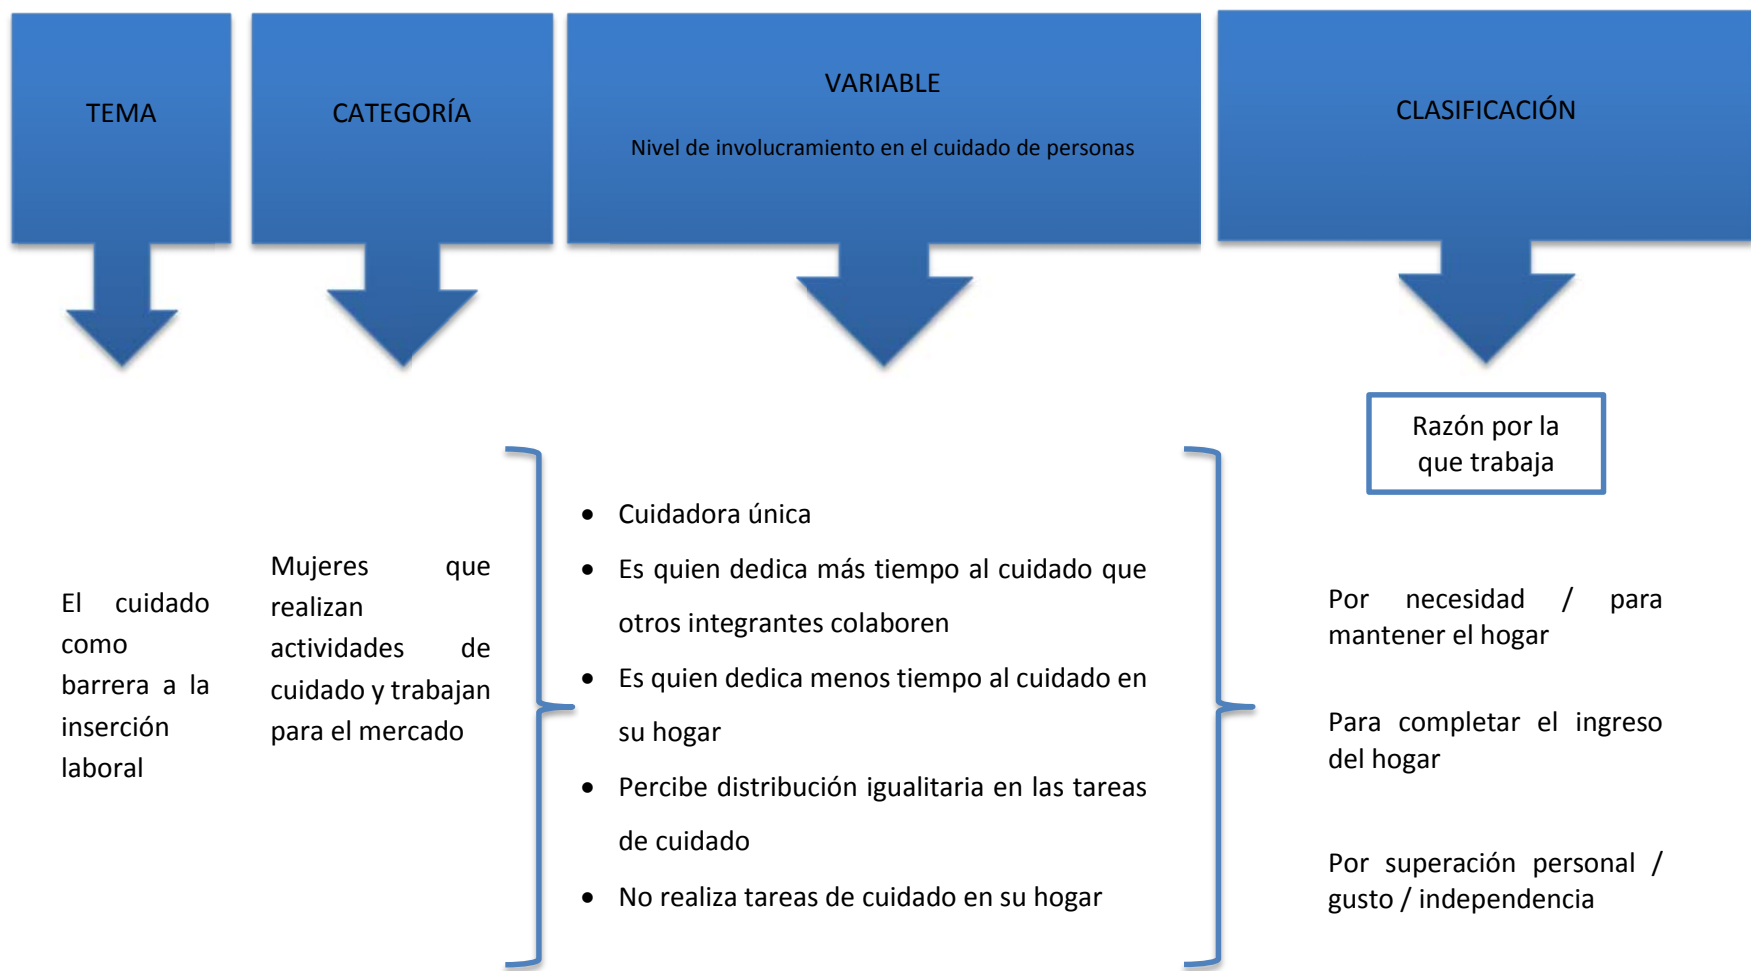 TEMA
CATEGORÍA
VARIABLE
Nivel de involucramiento en el cuidado de personas
CLASIFICACIÓN
El cuidado
como
barrera a la
inserción
laboral
Mujeres que
realizan
actividades de
cuidado y trabajan
para el mercado
• Cuidadora única
• Es quien dedica más tiempo al cuidado que
otros integrantes colaboren
• Es quien dedica menos tiempo al cuidado en
su hogar
• Percibe distribución igualitaria en las tareas
de cuidado
• No realiza tareas de cuidado en su hogar
Razón por la
que trabaja
Por necesidad / para
mantener el hogar
Para completar el ingreso
del hogar
Por superación personal /
gusto / independencia